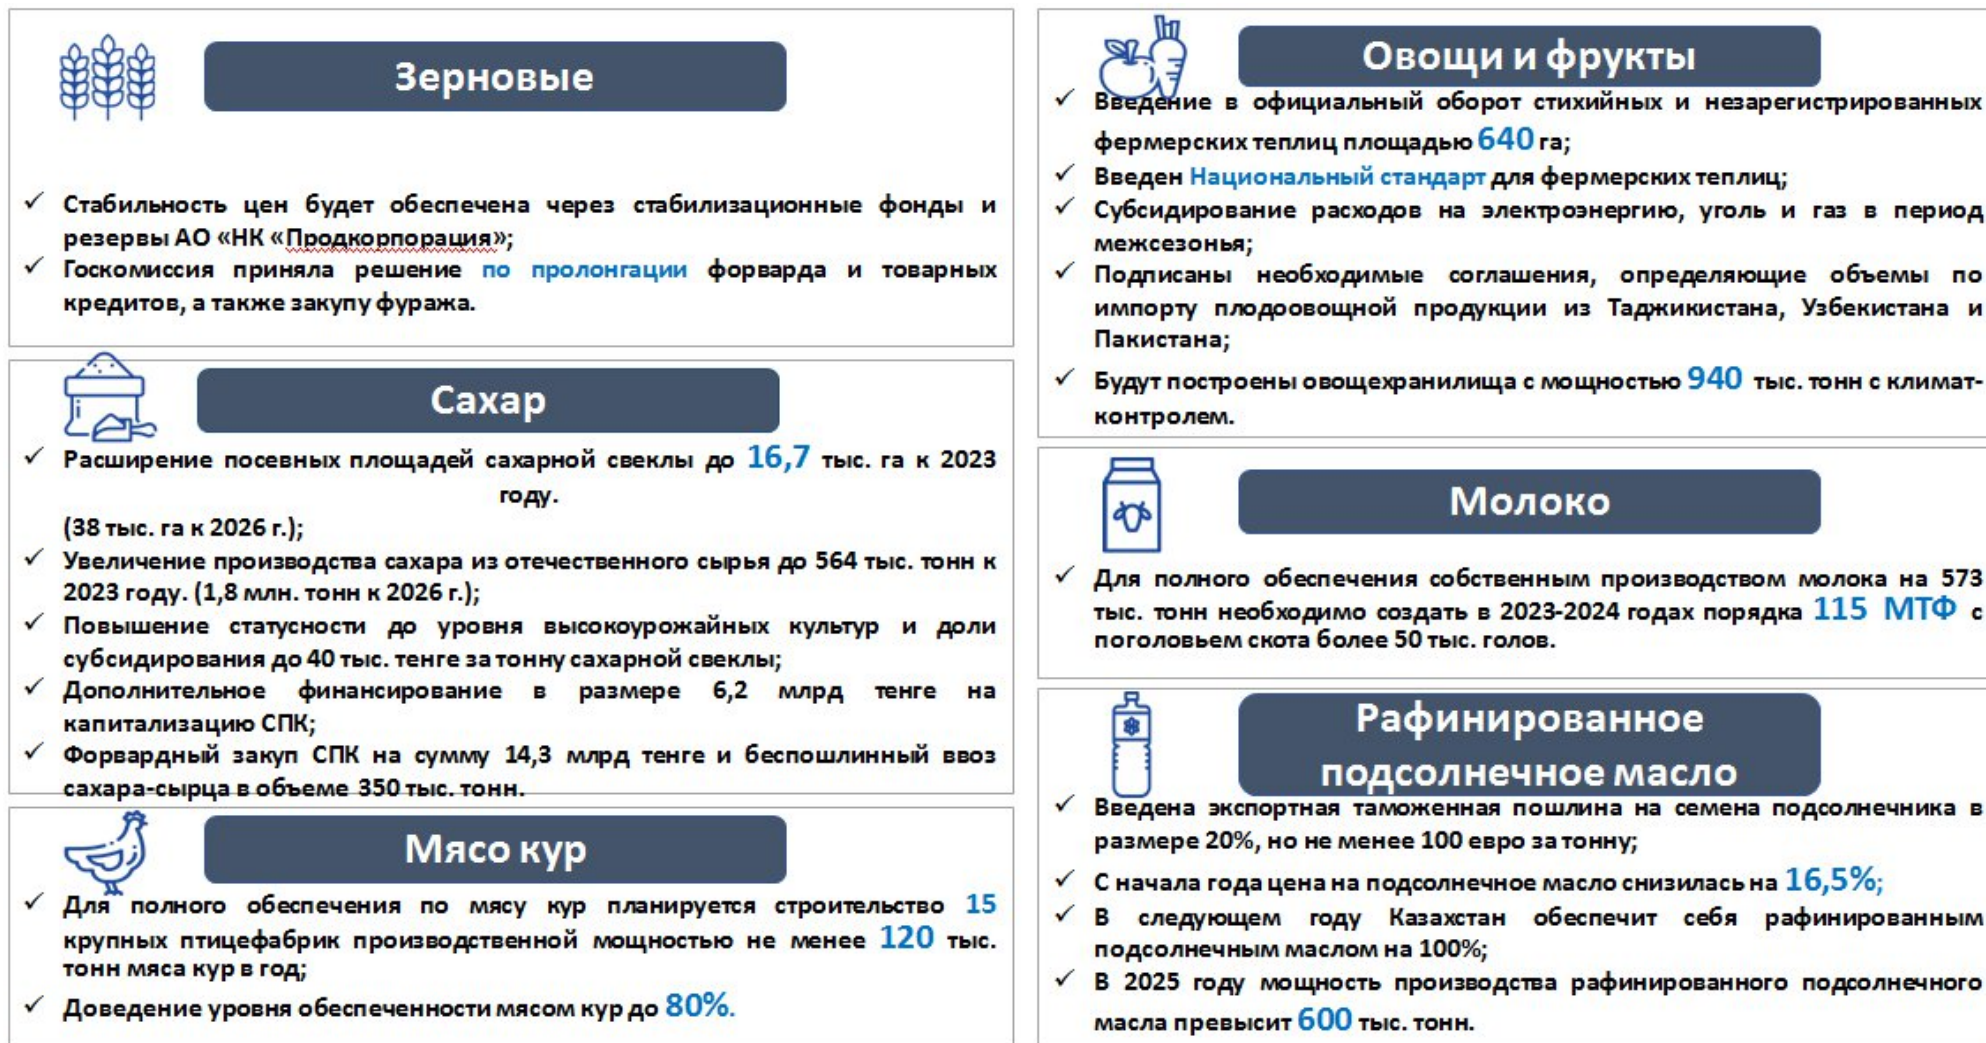 Зерновые
✓ Стабильность цен будет обеспечена через стабилизационные фонды и
резервы АО «НК «Продкорпорация»;
✓ Госкомиссия приняла решение по пролонгации форварда и товарных
кредитов, а также закупу фуража.
Сахар
✓ Расширение посевных площадей сахарной свеклы до 16,7 тыс. га к 2023
году.
(38 тыс. га к 2026 г.);
✓ Увеличение производства сахара из отечественного сырья до 564 тыс. тонн к
2023 году. (1,8 млн. тонн к 2026 г.);
✓ Повышение статусности до уровня высокоурожайных культур и доли
субсидирования до 40 тыс. тенге за тонну сахарной свеклы;
✓ Дополнительное финансирование в размере 6,2 млрд тенге на
капитализацию СПК;
✓ Форвардный закуп СПК на сумму 14,3 млрд тенге и беспошлинный ввоз
сахара-сырца в объеме 350 тыс. тонн.
Мясо кур
✓ Для полного обеспечения по мясу кур планируется строительство 15
крупных птицефабрик производственной мощностью не менее 120 тыс.
тонн мяса кур в год;
✓ Доведение уровня обеспеченности мясом кур до 80%.
Овощи и фрукты
✓ Введение в официальный оборот стихийных и незарегистрированных
фермерских теплиц площадью 640 га;
✓ Введен Национальный стандарт для фермерских теплиц;
✓ Субсидирование расходов на электроэнергию, уголь и газ в период
межсезонья;
✓ Подписаны необходимые соглашения, определяющие объемы по
импорту плодоовощной продукции из Таджикистана, Узбекистана и
Пакистана;
✓ Будут построены овощехранилища с мощностью 940 тыс. тонн с климат-
контролем.
Молоко
✓ Для полного обеспечения собственным производством молока на 573
тыс. тонн необходимо создать в 2023-2024 годах порядка 115 МТФ с
поголовьем скота более 50 тыс. голов.
Рафинированное
подсолнечное масло
✓ Введена экспортная таможенная пошлина на семена подсолнечника в
размере 20%, но не менее 100 евро за тонну;
✓ С начала года цена на подсолнечное масло снизилась на 16,5%;
✓ В следующем году Казахстан обеспечит себя рафинированным
подсолнечным маслом на 100%;
✓ В 2025 году мощность производства рафинированного подсолнечного
масла превысит 600 тыс. тонн.